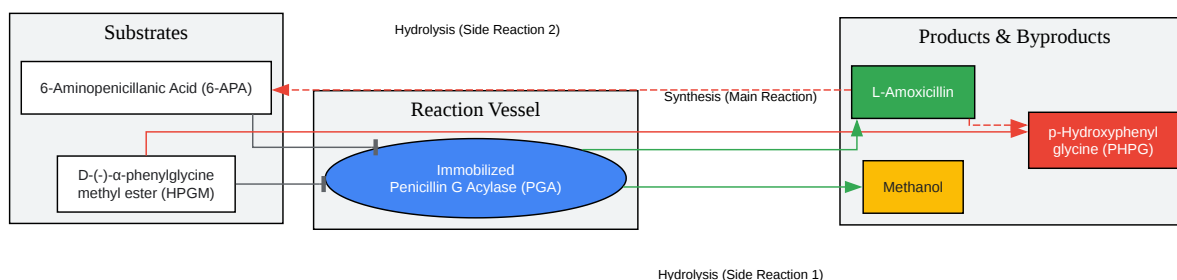 Substrates
Hydrolysis (Side Reaction 2)
Products & Byproducts
6-Aminopenicillanic Acid (6-APA)
Synthesis (Main Reaction)
L-Amoxicillin
Reaction Vessel
p-Hydroxyphenyl
glycine (PHPG)
D-(-)-α-phenylglycine
methyl ester (HPGM)
Immobilized
Penicillin G Acylase (PGA)
Methanol
Hydrolysis (Side Reaction 1)